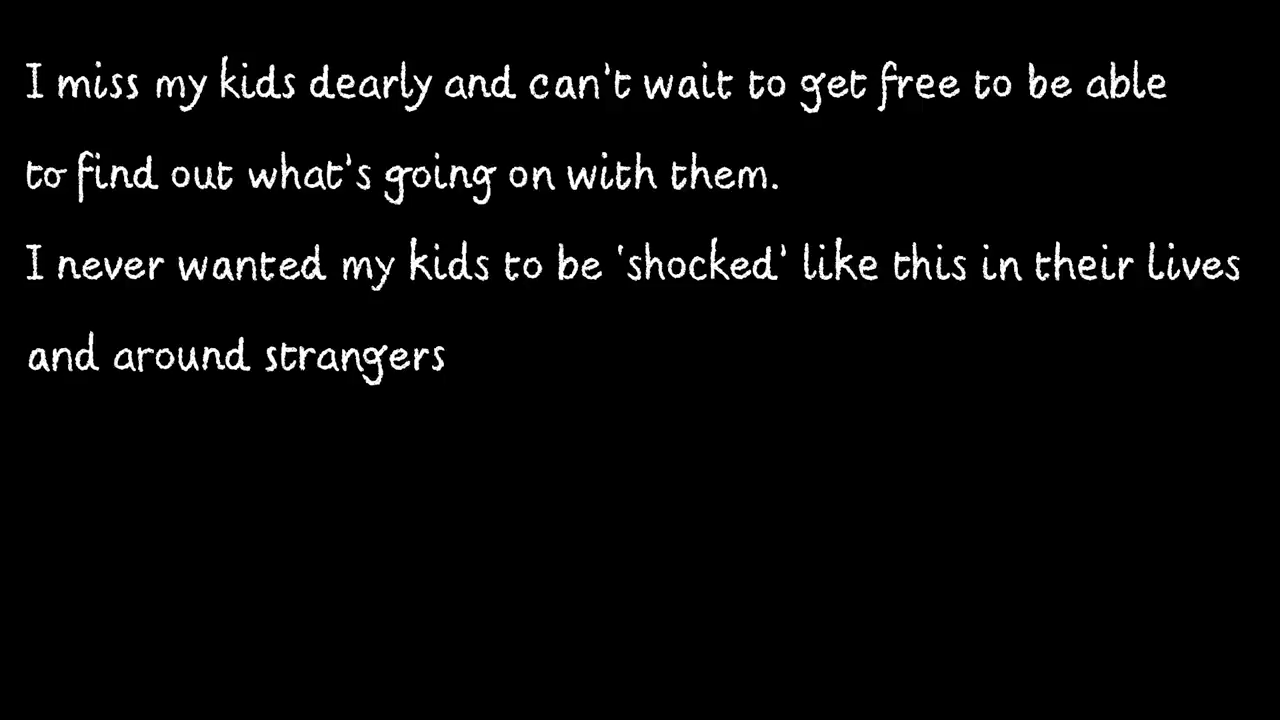 I miss my kids dearly and can't wait to get free to be able
to find out what's going on with them.
I never wanted my kids to be 'shocked' like this in their lives
and around strangers